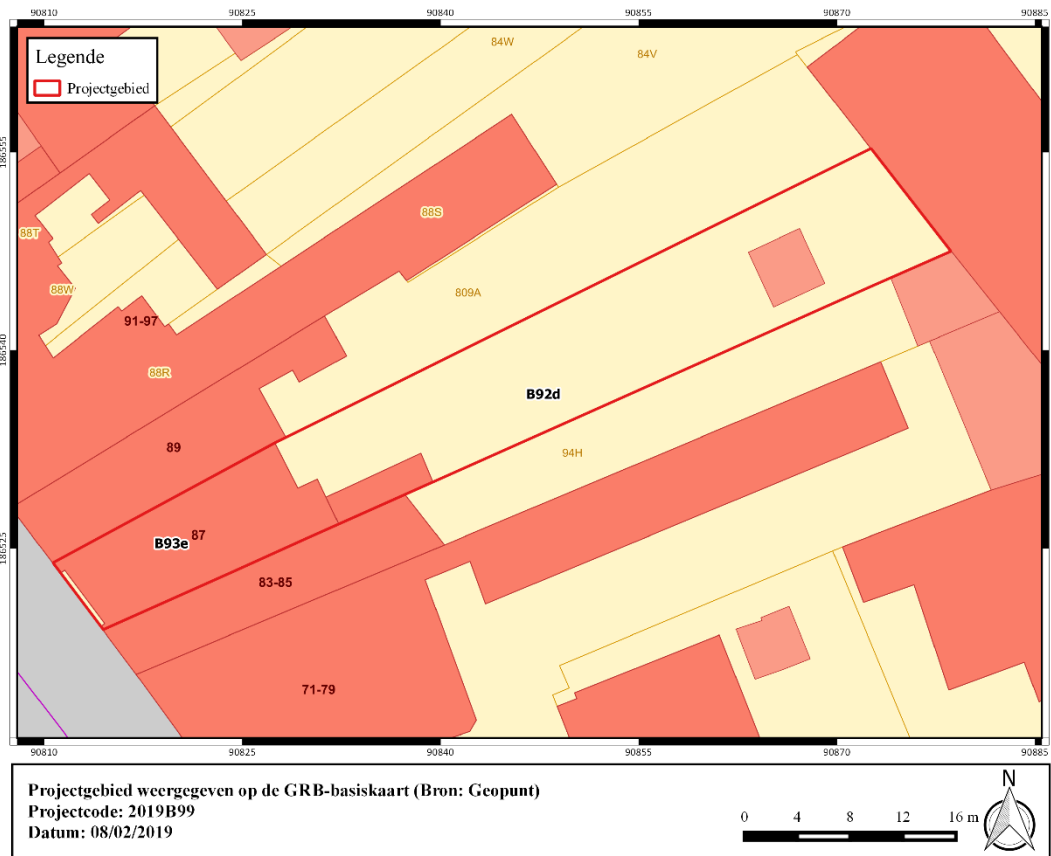 90810 90825 90840 90855 90870 90885
Legende
Projectgebied
84W
84V
186555
88S
88T
88W
809A
91-97
186540
88R
B92d
89
94H
87
B93e
186525
83-85
71-79
90810 90825 90840 90855 90870 90885
Projectgebied weergegeven op de GRB-basiskaart (Bron: Geopunt)
Projectcode: 2019B99
Datum: 08/02/2019
N
0 4 8 12 16 m